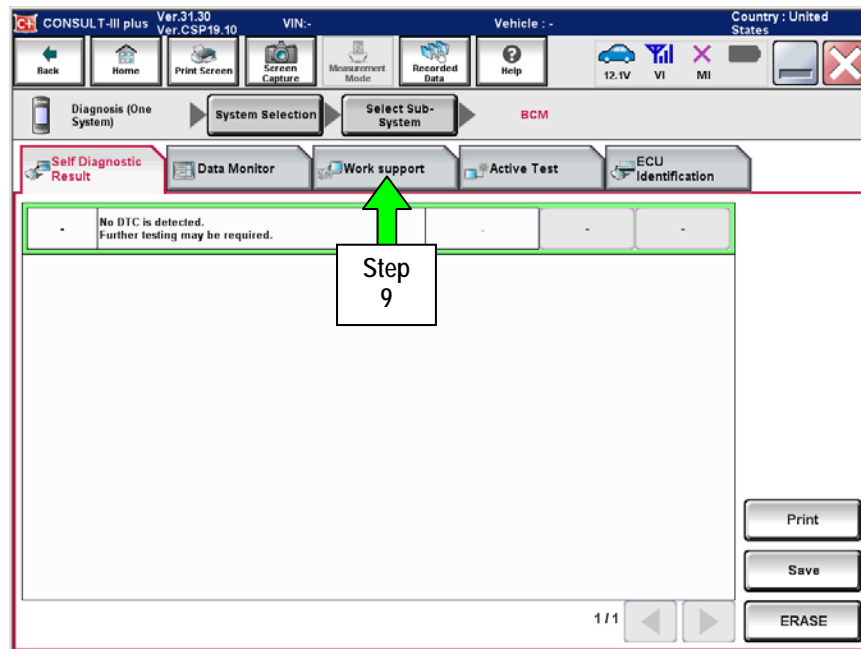 C+ CONSULT-III plus Ver.31.30 VIN:- Vehicle : - Country : United
Ver.CSP19.10 States
Back Home Print Screen Screen Capture Measurement Mode Recorded Data Help 12.1V VI MI
Diagnosis (One
System)
System Selection
Select Sub-
System
BCM
Self Diagnostic
Result
Data Monitor
Work support
Active Test
ECU
Identification
- No DTC is detected. - - -
Further testing may be required.
Step
9
Print
Save
1/1
ERASE